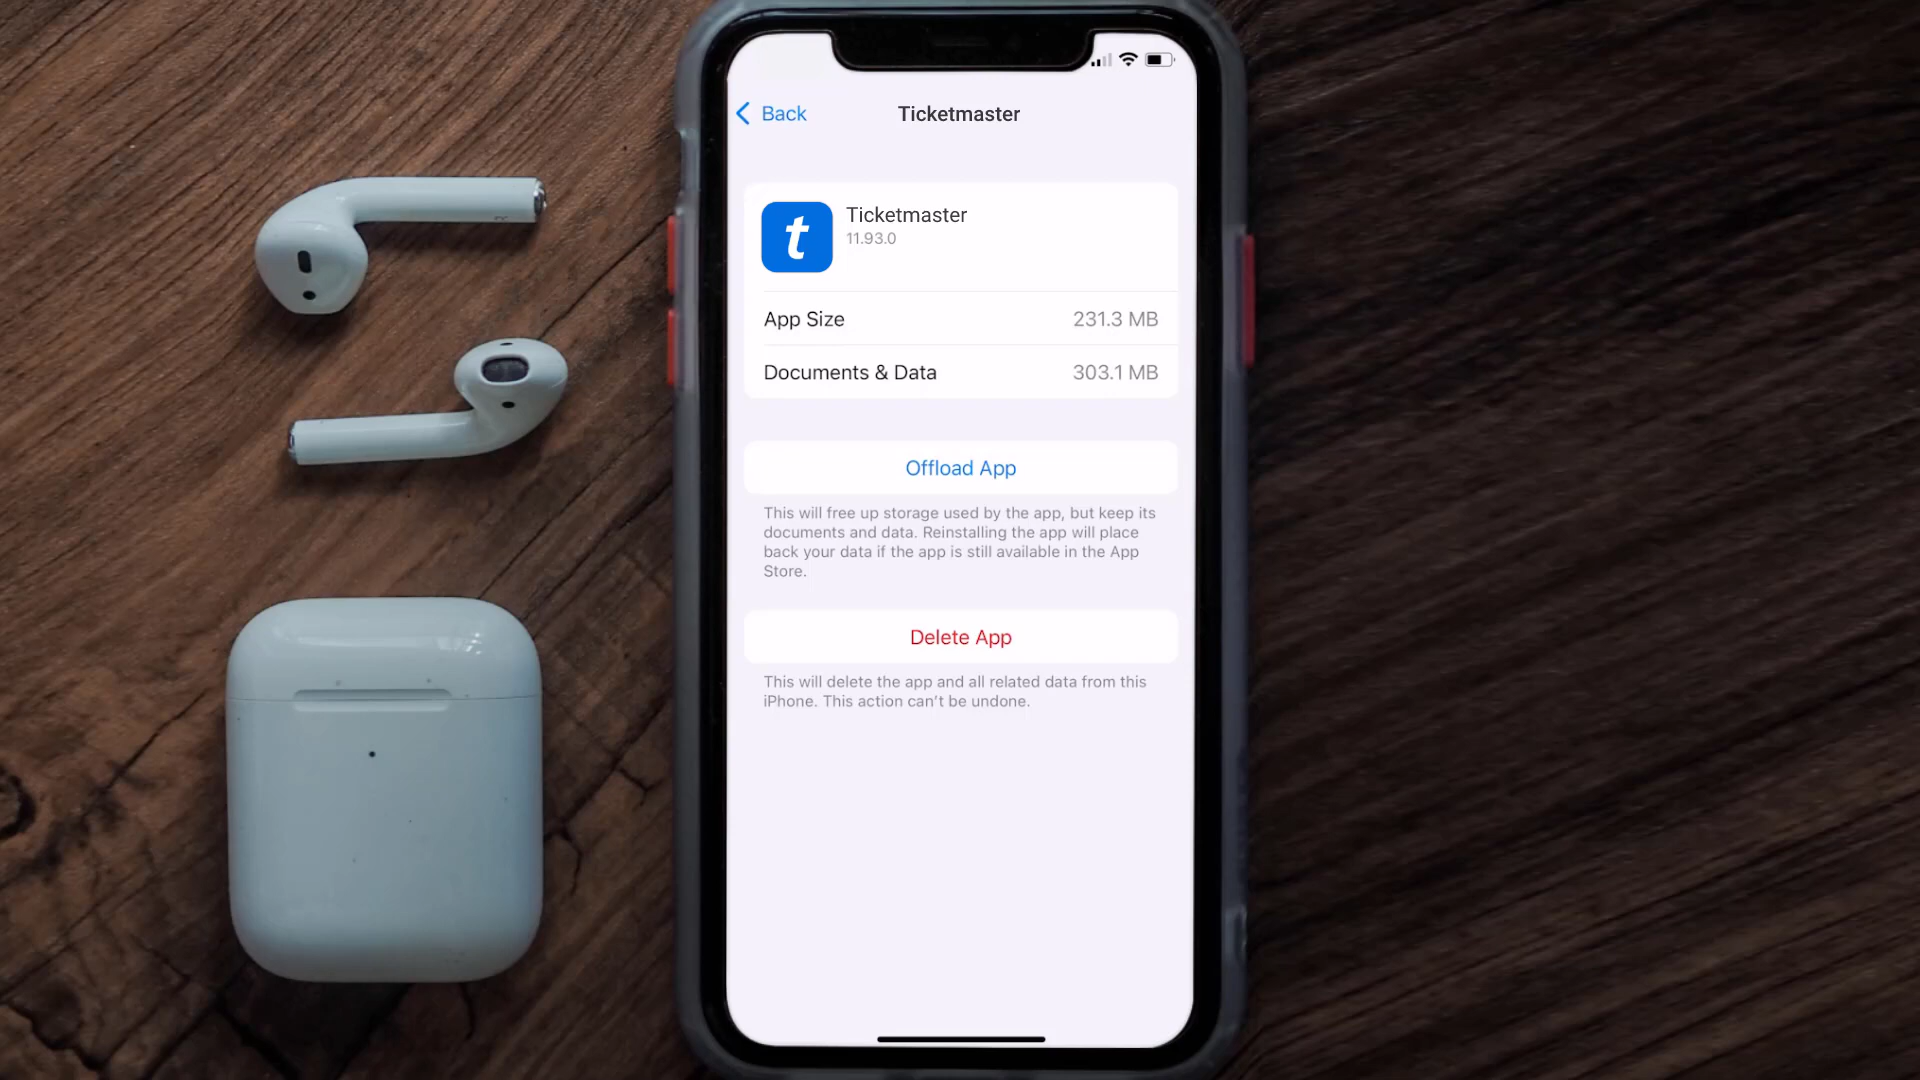 Back
Ticketmaster
t
Ticketmaster
11.93.0
App Size 231.3 MB
Documents & Data 303.1 MB
Offload App
This will free up storage used by the app, but keep its
documents and data. Reinstalling the app will place
back your data if the app is still available in the App
Store.
Delete App
This will delete the app and all related data from this
iPhone. This action can’t be undone.